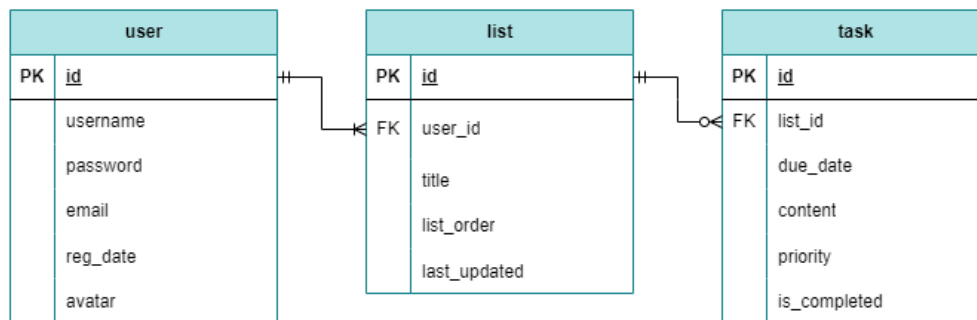 user
PK id
username
password
email
reg_date
avatar
list
PK id
FK user_id
title
list_order
last_updated
task
PK id
FK list_id
due_date
content
priority
is_completed